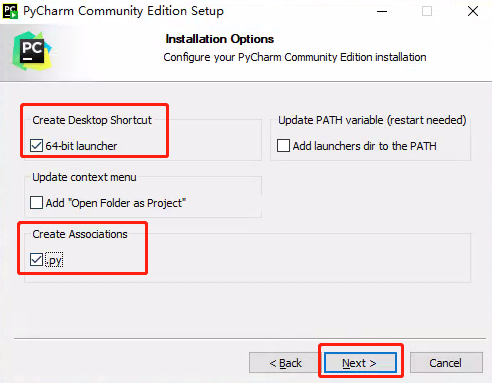 PyCharm Community Edition Setup
PC
Installation Options
Configure your PyCharm Community Edition installation
Create Desktop Shortcut
64-bit launcher
Update PATH variable (restart needed)
Add launchers dir to the PATH
Update context menu
Add "Open Folder as Project"
Create Associations
.py
< Back
Next >
Cancel